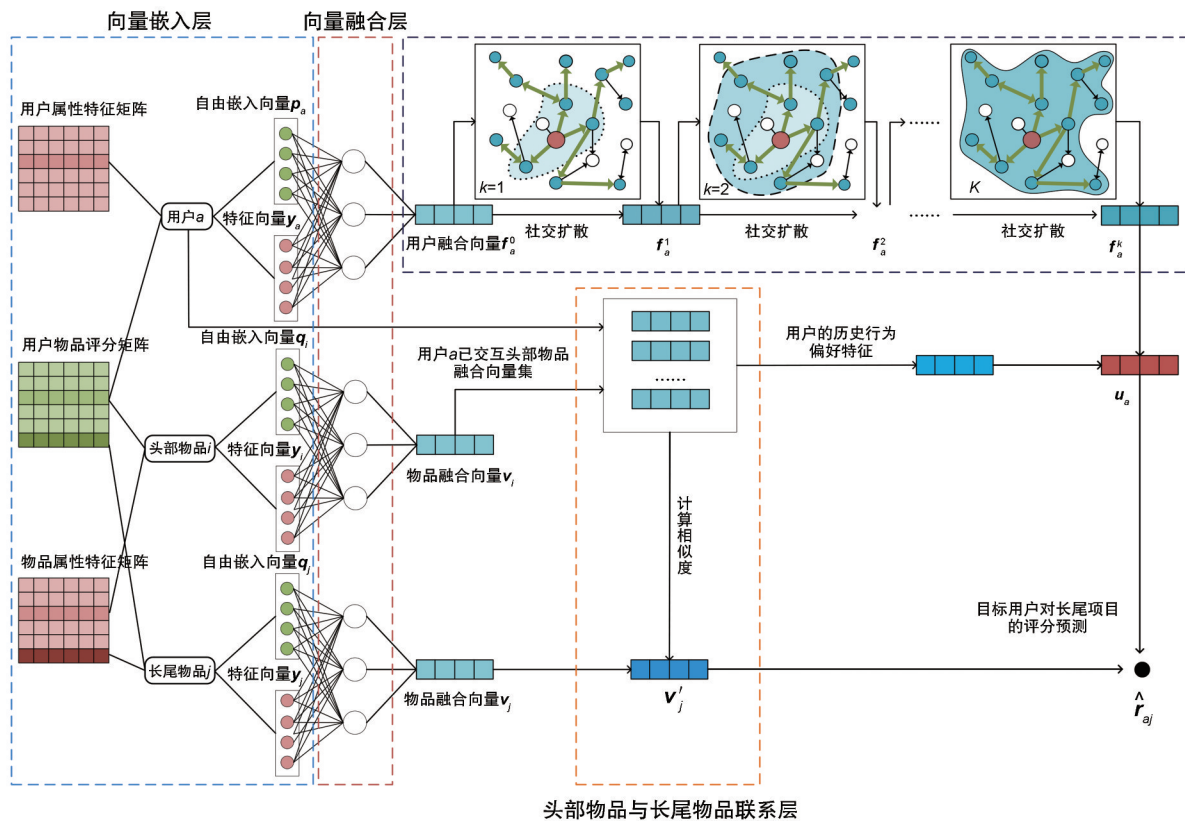 向量嵌入层
向量融合层
用户属性特征矩阵
自由嵌入向量pₐ
用户a
特征向量yₐ
k=1
k=2
……
K
用户融合向量fₐ⁰
社交扩散
fₐ¹
社交扩散
fₐ²
……
社交扩散
fₐᵏ
用户物品评分矩阵
自由嵌入向量qᵢ
用户a已交互头部物品
融合向量集
……
用户的历史行为
偏好特征
uₐ
头部物品i
特征向量yᵢ
物品融合向量vᵢ
计算相似度
物品属性特征矩阵
自由嵌入向量qⱼ
目标用户对长尾项目
的评分预测
长尾物品j
特征向量yⱼ
物品融合向量vⱼ
v′ⱼ
r̂ₐⱼ
头部物品与长尾物品联系层